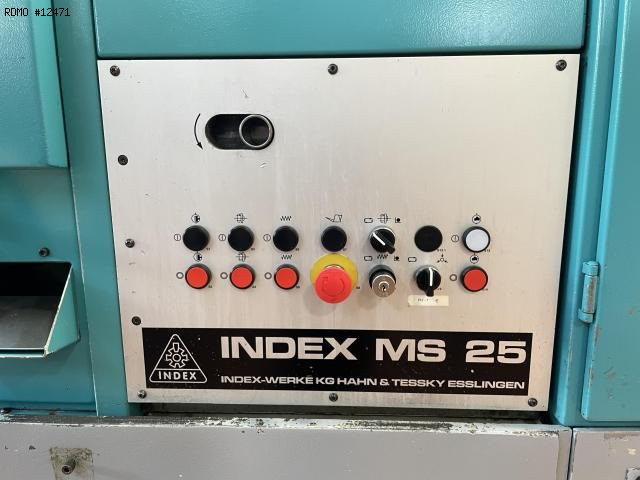 RDMO #12471
INDEX MS 25
INDEX
INDEX-WERKE KG HAHN & TESSKY ESSLINGEN